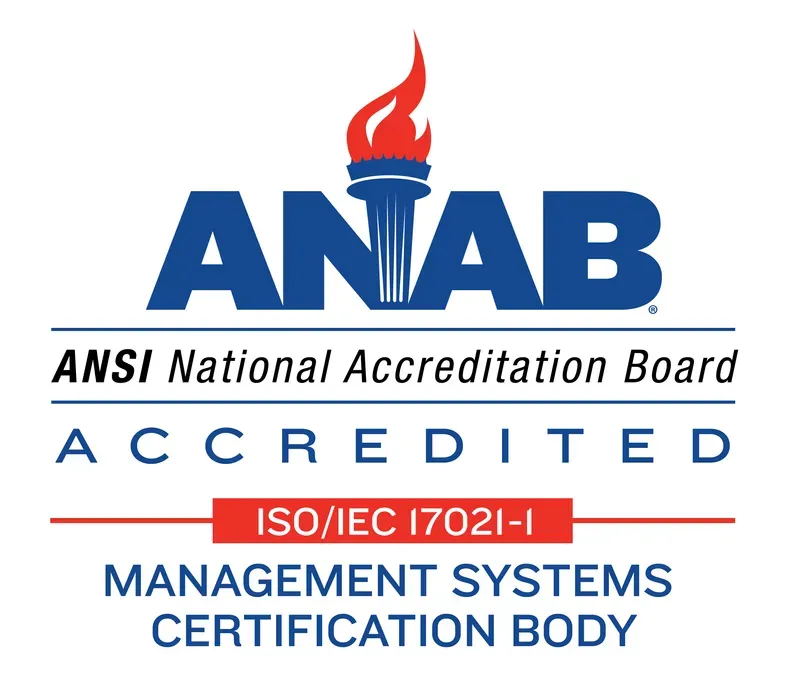 ANAB®
ANSI National Accreditation Board
ACCREDITED
ISO/IEC 17021-1
MANAGEMENT SYSTEMS
CERTIFICATION BODY